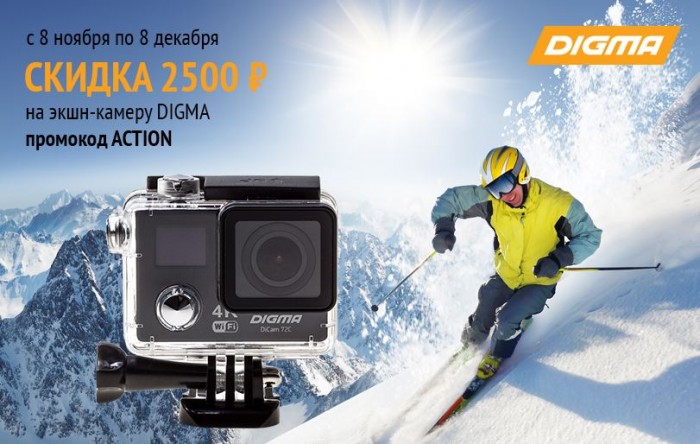 с 8 ноября по 8 декабря
СКИДКА 2500 ₽
на экшн-камеру DIGMA
промокод ACTION
DIGMA
4K
WiFi
DIGMA
DiCam 72C